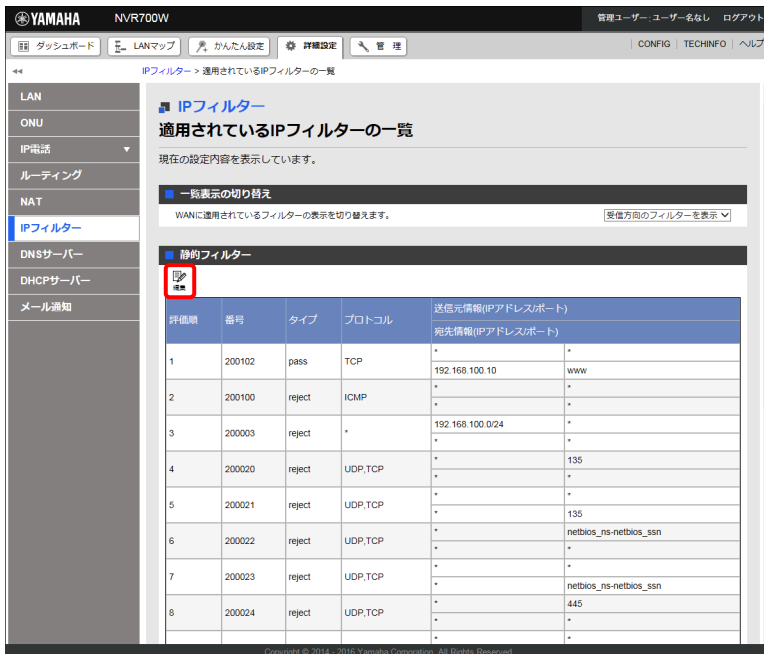 YAMAHA NVR700W 管理ユーザー:ユーザー名なし ログアウト
ダッシュボード LANマップ かんたん設定 詳細設定 管 理 CONFIG TECHINFO ヘルプ
IPフィルター > 適用されているIPフィルターの一覧
LAN
ONU
IP電話
ルーティング
NAT
IPフィルター
DNSサーバー
DHCPサーバー
メール通知
IPフィルター
適用されているIPフィルターの一覧
現在の設定内容を表示しています。
一覧表示の切り替え
WANに適用されているフィルターの表示を切り替えます。 受信方向のフィルターを表示
静的フィルター
編集
評価順 番号 タイプ プロトコル 送信元情報(IPアドレス/ポート)
宛先情報(IPアドレス/ポート)
1 200102 pass TCP * *
192.168.100.10 www
2 200100 reject ICMP * *
* *
3 200003 reject * 192.168.100.0/24 *
* *
4 200020 reject UDP,TCP * 135
* *
5 200021 reject UDP,TCP * *
* 135
6 200022 reject UDP,TCP * netbios_ns-netbios_ssn
* *
7 200023 reject UDP,TCP * *
* netbios_ns-netbios_ssn
8 200024 reject UDP,TCP * 445
* *
* *
Copyright © 2014 - 2016 Yamaha Corporation. All Rights Reserved.